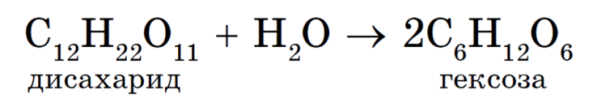 C₁₂H₂₂O₁₁ + H₂O → 2C₆H₁₂O₆
дисахарид гексоза